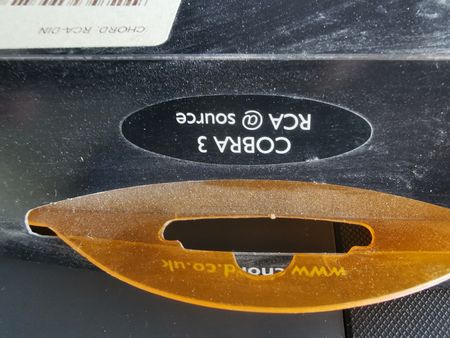 www.chord.co.uk
COBRA 3
RCA @ source
CHORD, RCA-DIN